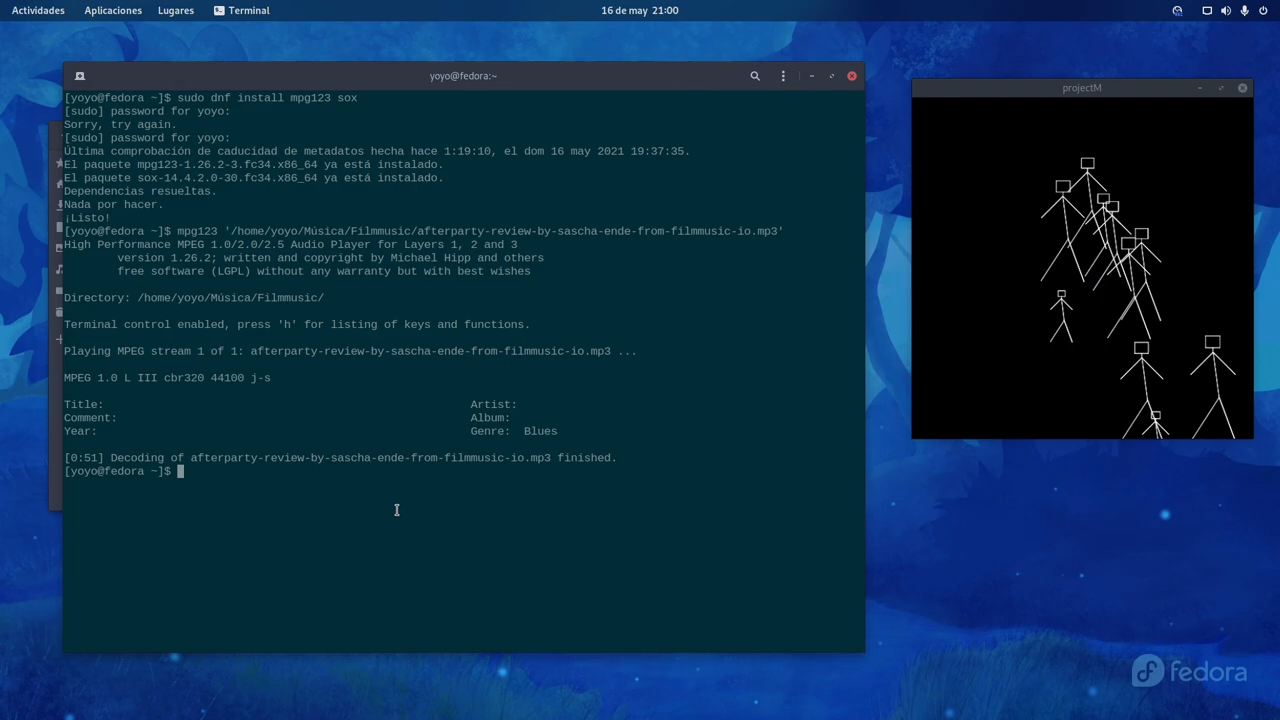 Actividades Aplicaciones Lugares Terminal 16 de may 21:00
yoyo@fedora:~
[yoyo@fedora ~]$ sudo dnf install mpg123 sox
[sudo] password for yoyo:
Sorry, try again.
[sudo] password for yoyo:
Última comprobación de caducidad de metadatos hecha hace 1:19:10, el dom 16 may 2021 19:37:35.
El paquete mpg123-1.26.2-3.fc34.x86_64 ya está instalado.
El paquete sox-14.4.2.0-30.fc34.x86_64 ya está instalado.
Dependencias resueltas.
Nada por hacer.
¡Listo!
[yoyo@fedora ~]$ mpg123 '/home/yoyo/Música/Filmmusic/afterparty-review-by-sascha-ende-from-filmmusic-io.mp3'
High Performance MPEG 1.0/2.0/2.5 Audio Player for Layers 1, 2 and 3
version 1.26.2; written and copyright by Michael Hipp and others
free software (LGPL) without any warranty but with best wishes
Directory: /home/yoyo/Música/Filmmusic/
Terminal control enabled, press 'h' for listing of keys and functions.
Playing MPEG stream 1 of 1: afterparty-review-by-sascha-ende-from-filmmusic-io.mp3 ...
MPEG 1.0 L III cbr320 44100 j-s
Title: Artist:
Comment: Album:
Year: Genre: Blues
[0:51] Decoding of afterparty-review-by-sascha-ende-from-filmmusic-io.mp3 finished.
[yoyo@fedora ~]$
projectM
fedora